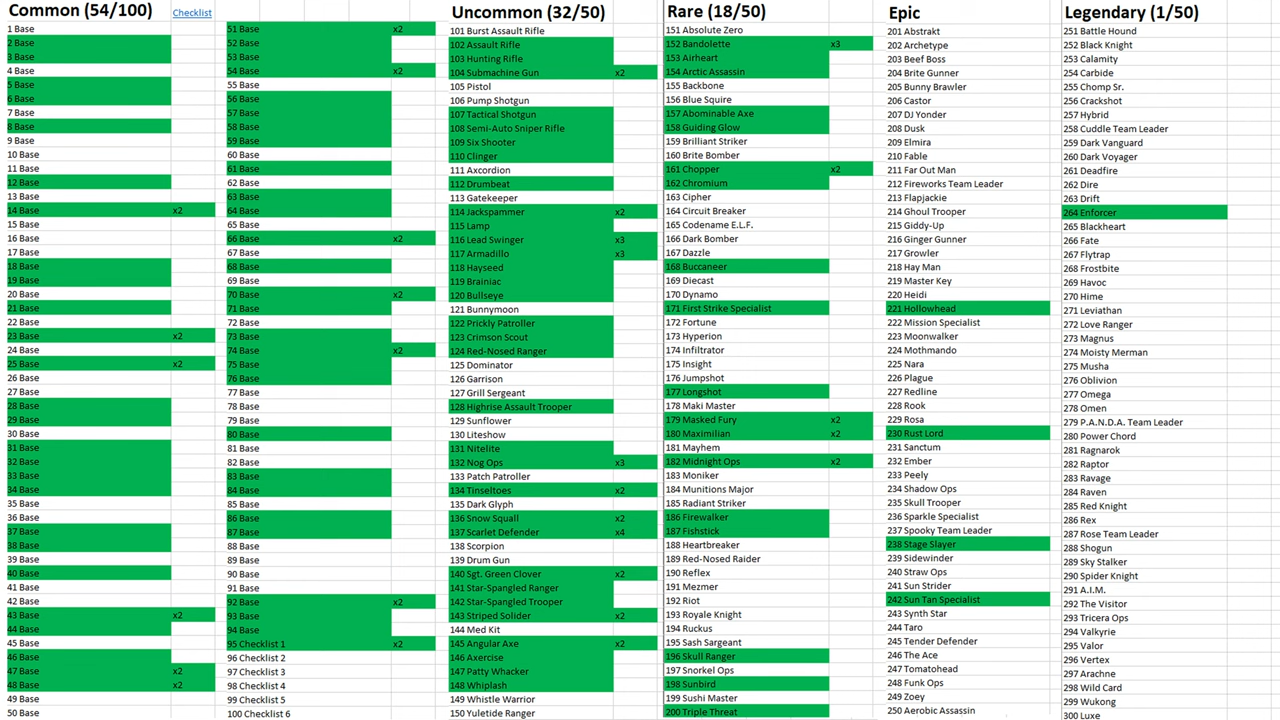 Common (54/100)
Checklist
1 Base
2 Base
3 Base
4 Base
5 Base
6 Base
7 Base
8 Base
9 Base
10 Base
11 Base
12 Base
13 Base
14 Base x2
15 Base
16 Base
17 Base
18 Base
19 Base
20 Base
21 Base
22 Base
23 Base x2
24 Base
25 Base x2
26 Base
27 Base
28 Base
29 Base
30 Base
31 Base
32 Base
33 Base
34 Base
35 Base
36 Base
37 Base
38 Base
39 Base
40 Base
41 Base
42 Base
43 Base x2
44 Base
45 Base
46 Base
47 Base x2
48 Base x2
49 Base
50 Base
51 Base x2
52 Base
53 Base
54 Base x2
55 Base
56 Base
57 Base
58 Base
59 Base
60 Base
61 Base
62 Base
63 Base
64 Base
65 Base
66 Base x2
67 Base
68 Base
69 Base
70 Base x2
71 Base
72 Base
73 Base
74 Base x2
75 Base
76 Base
77 Base
78 Base
79 Base
80 Base
81 Base
82 Base
83 Base
84 Base
85 Base
86 Base
87 Base
88 Base
89 Base
90 Base
91 Base
92 Base x2
93 Base
94 Base
95 Checklist 1 x2
96 Checklist 2
97 Checklist 3
98 Checklist 4
99 Checklist 5
100 Checklist 6
Uncommon (32/50)
101 Burst Assault Rifle
102 Assault Rifle
103 Hunting Rifle
104 Submachine Gun x2
105 Pistol
106 Pump Shotgun
107 Tactical Shotgun
108 Semi-Auto Sniper Rifle
109 Six Shooter
110 Clinger
111 Axcordion
112 Drumbeat
113 Gatekeeper
114 Jackspammer x2
115 Lamp
116 Lead Swinger x3
117 Armadillo x3
118 Hayseed
119 Brainiac
120 Bullseye
121 Bunnymoon
122 Prickly Patroller
123 Crimson Scout
124 Red-Nosed Ranger
125 Dominator
126 Garrison
127 Grill Sergeant
128 Highrise Assault Trooper
129 Sunflower
130 Liteshow
131 Nitelite
132 Nog Ops x3
133 Patch Patroller
134 Tinseltoes x2
135 Dark Glyph
136 Snow Squall x2
137 Scarlet Defender x4
138 Scorpion
139 Drum Gun
140 Sgt. Green Clover x2
141 Star-Spangled Ranger
142 Star-Spangled Trooper
143 Striped Solider x2
144 Med Kit
145 Angular Axe x2
146 Axercise
147 Patty Whacker
148 Whiplash
149 Whistle Warrior
150 Yuletide Ranger
Rare (18/50)
151 Absolute Zero
152 Bandolette x3
153 Airheart
154 Arctic Assassin
155 Backbone
156 Blue Squire
157 Abominable Axe
158 Guiding Glow
159 Brilliant Striker
160 Brite Bomber
161 Chopper x2
162 Chromium
163 Cipher
164 Circuit Breaker
165 Codename E.L.F.
166 Dark Bomber
167 Dazzle
168 Buccaneer
169 Diecast
170 Dynamo
171 First Strike Specialist
172 Fortune
173 Hyperion
174 Infiltrator
175 Insight
176 Jumpshot
177 Longshot
178 Maki Master
179 Masked Fury x2
180 Maximilian x2
181 Mayhem
182 Midnight Ops x2
183 Moniker
184 Munitions Major
185 Radiant Striker
186 Firewalker
187 Fishstick
188 Heartbreaker
189 Red-Nosed Raider
190 Reflex
191 Mezmer
192 Riot
193 Royale Knight
194 Ruckus
195 Sash Sargeant
196 Skull Ranger
197 Snorkel Ops
198 Sunbird
199 Sushi Master
200 Triple Threat
Epic
201 Abstrakt
202 Archetype
203 Beef Boss
204 Brite Gunner
205 Bunny Brawler
206 Castor
207 DJ Yonder
208 Dusk
209 Elmira
210 Fable
211 Far Out Man
212 Fireworks Team Leader
213 Flapjackie
214 Ghoul Trooper
215 Giddy-Up
216 Ginger Gunner
217 Growler
218 Hay Man
219 Master Key
220 Heidi
221 Hollowhead
222 Mission Specialist
223 Moonwalker
224 Mothmando
225 Nara
226 Plague
227 Redline
228 Rook
229 Rosa
230 Rust Lord
231 Sanctum
232 Ember
233 Peely
234 Shadow Ops
235 Skull Trooper
236 Sparkle Specialist
237 Spooky Team Leader
238 Stage Slayer
239 Sidewinder
240 Straw Ops
241 Sun Strider
242 Sun Tan Specialist
243 Synth Star
244 Taro
245 Tender Defender
246 The Ace
247 Tomatohead
248 Funk Ops
249 Zoey
250 Aerobic Assassin
Legendary (1/50)
251 Battle Hound
252 Black Knight
253 Calamity
254 Carbide
255 Chomp Sr.
256 Crackshot
257 Hybrid
258 Cuddle Team Leader
259 Dark Vanguard
260 Dark Voyager
261 Deadfire
262 Dire
263 Drift
264 Enforcer
265 Blackheart
266 Fate
267 Flytrap
268 Frostbite
269 Havoc
270 Hime
271 Leviathan
272 Love Ranger
273 Magnus
274 Moisty Merman
275 Musha
276 Oblivion
277 Omega
278 Omen
279 P.A.N.D.A. Team Leader
280 Power Chord
281 Ragnarok
282 Raptor
283 Ravage
284 Raven
285 Red Knight
286 Rex
287 Rose Team Leader
288 Shogun
289 Sky Stalker
290 Spider Knight
291 A.I.M.
292 The Visitor
293 Tricera Ops
294 Valkyrie
295 Valor
296 Vertex
297 Arachne
298 Wild Card
299 Wukong
300 Luxe